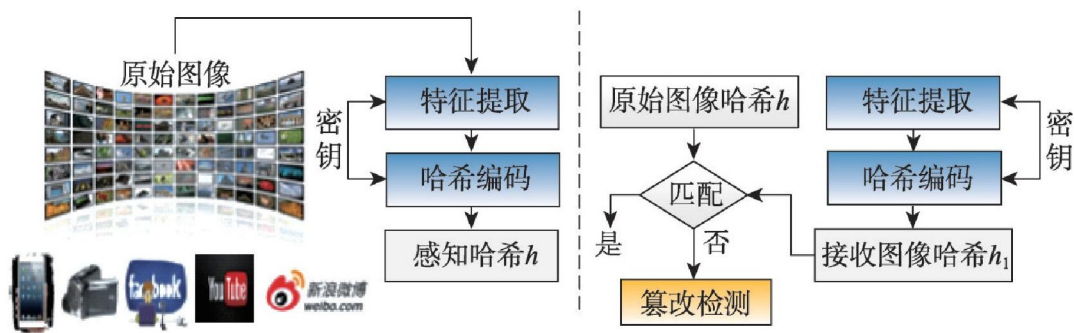 原始图像
特征提取
密钥
哈希编码
感知哈希h
facebook
YouTube
新浪微博
weibo.com
原始图像哈希h
匹配
是
否
篡改检测
特征提取
密钥
哈希编码
接收图像哈希h₁